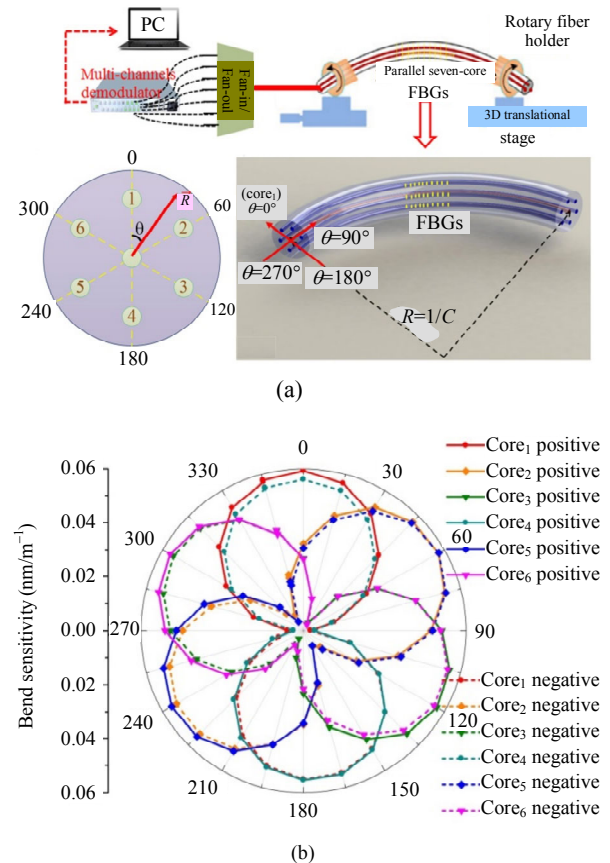 PC
Multi-channels
demodulator
Fan-in/
Fan-out
Parallel seven-core
FBGs
Rotary fiber
holder
3D translational
stage
0
60
120
180
240
300
1
2
3
4
5
6
θ
R
(core1)
θ=0°
θ=90°
θ=270°
θ=180°
FBGs
R=1/C
(a)
Bend sensitivity (nm/m⁻¹)
0.06
0.04
0.02
0.00
0.02
0.04
0.06
0
30
60
90
120
150
180
210
240
270
300
330
Core1 positive
Core2 positive
Core3 positive
Core4 positive
Core5 positive
Core6 positive
Core1 negative
Core2 negative
Core3 negative
Core4 negative
Core5 negative
Core6 negative
(b)